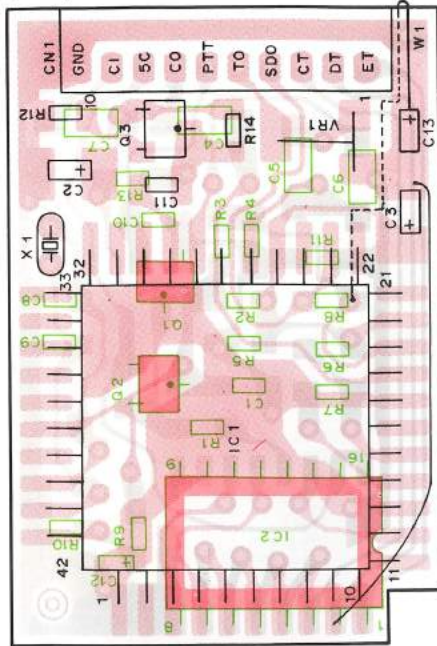 CN1
GND
C1
5C
CO
PTT
TO
SDO
CT
DT
ET
W1
R12
10
1
C7
Q3
C4
R14
VR1
C13
C2
R13
C11
C5
C6
C3
X1
C10
R3
R4
R11
33
32
22
21
C8
Q1
R2
R8
C9
R5
R6
Q2
C1
R7
R1
IC1
9
16
R10
R9
IC2
42
C12
1
10
11
8
1